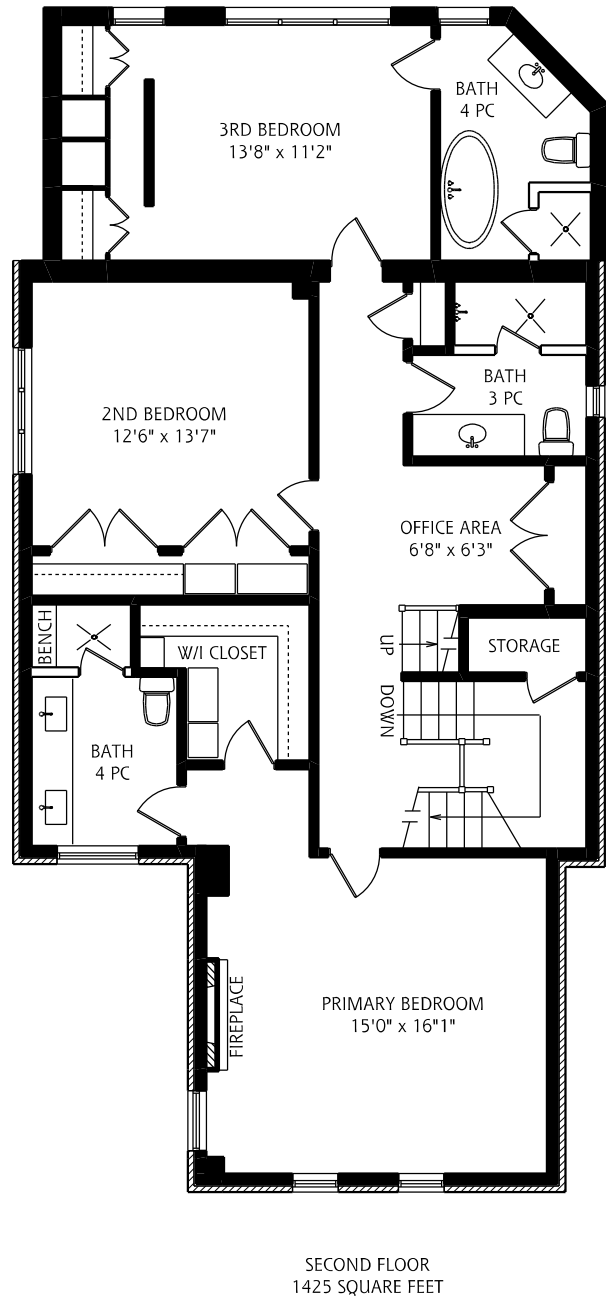 BATH
4 PC
3RD BEDROOM
13'8" x 11'2"
BATH
3 PC
2ND BEDROOM
12'6" x 13'7"
OFFICE AREA
6'8" x 6'3"
BENCH
W/I CLOSET
UP
STORAGE
DOWN
BATH
4 PC
FIREPLACE
PRIMARY BEDROOM
15'0" x 16'1"
SECOND FLOOR
1425 SQUARE FEET